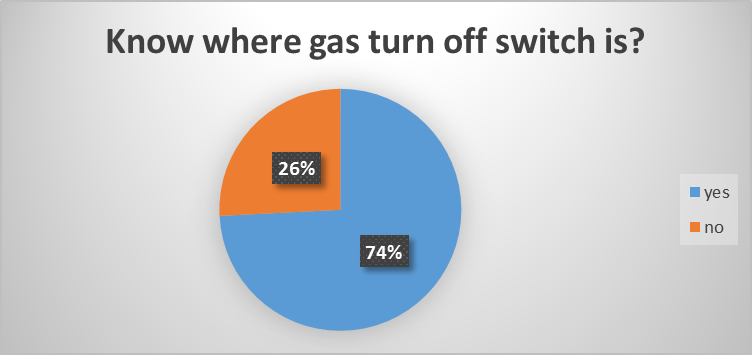 Know where gas turn off switch is?
26%
74%
yes
no